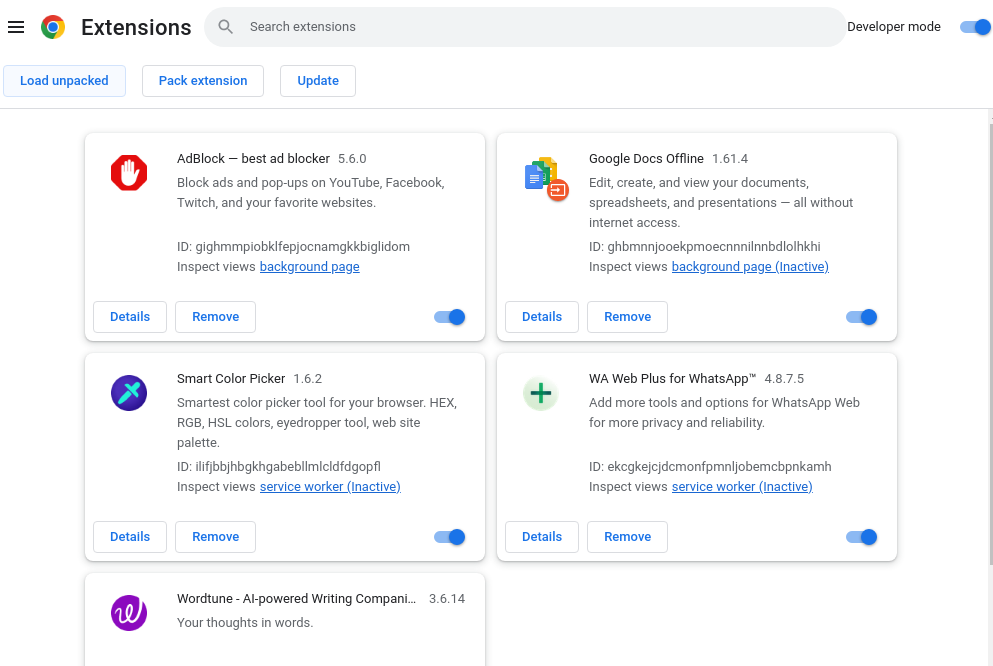 Extensions
Search extensions
Developer mode
Load unpacked
Pack extension
Update
AdBlock — best ad blocker 5.6.0
Block ads and pop-ups on YouTube, Facebook,
Twitch, and your favorite websites.
ID: gighmmpiobklfepjocnamgkkbiglidom
Inspect views background page
Details
Remove
Google Docs Offline 1.61.4
Edit, create, and view your documents,
spreadsheets, and presentations — all without
internet access.
ID: ghbmnnjooekpmoecnnnilnnbdlolhkhi
Inspect views background page (Inactive)
Details
Remove
Smart Color Picker 1.6.2
Smartest color picker tool for your browser. HEX,
RGB, HSL colors, eyedropper tool, web site
palette.
ID: ilifjbbjhbgkhgabebllmlcldfdgopfl
Inspect views service worker (Inactive)
Details
Remove
WA Web Plus for WhatsApp™ 4.8.7.5
Add more tools and options for WhatsApp Web
for more privacy and reliability.
ID: ekcgkejcjdcmonfpmnljobemcbpnkamh
Inspect views service worker (Inactive)
Details
Remove
Wordtune - AI-powered Writing Compani... 3.6.14
Your thoughts in words.